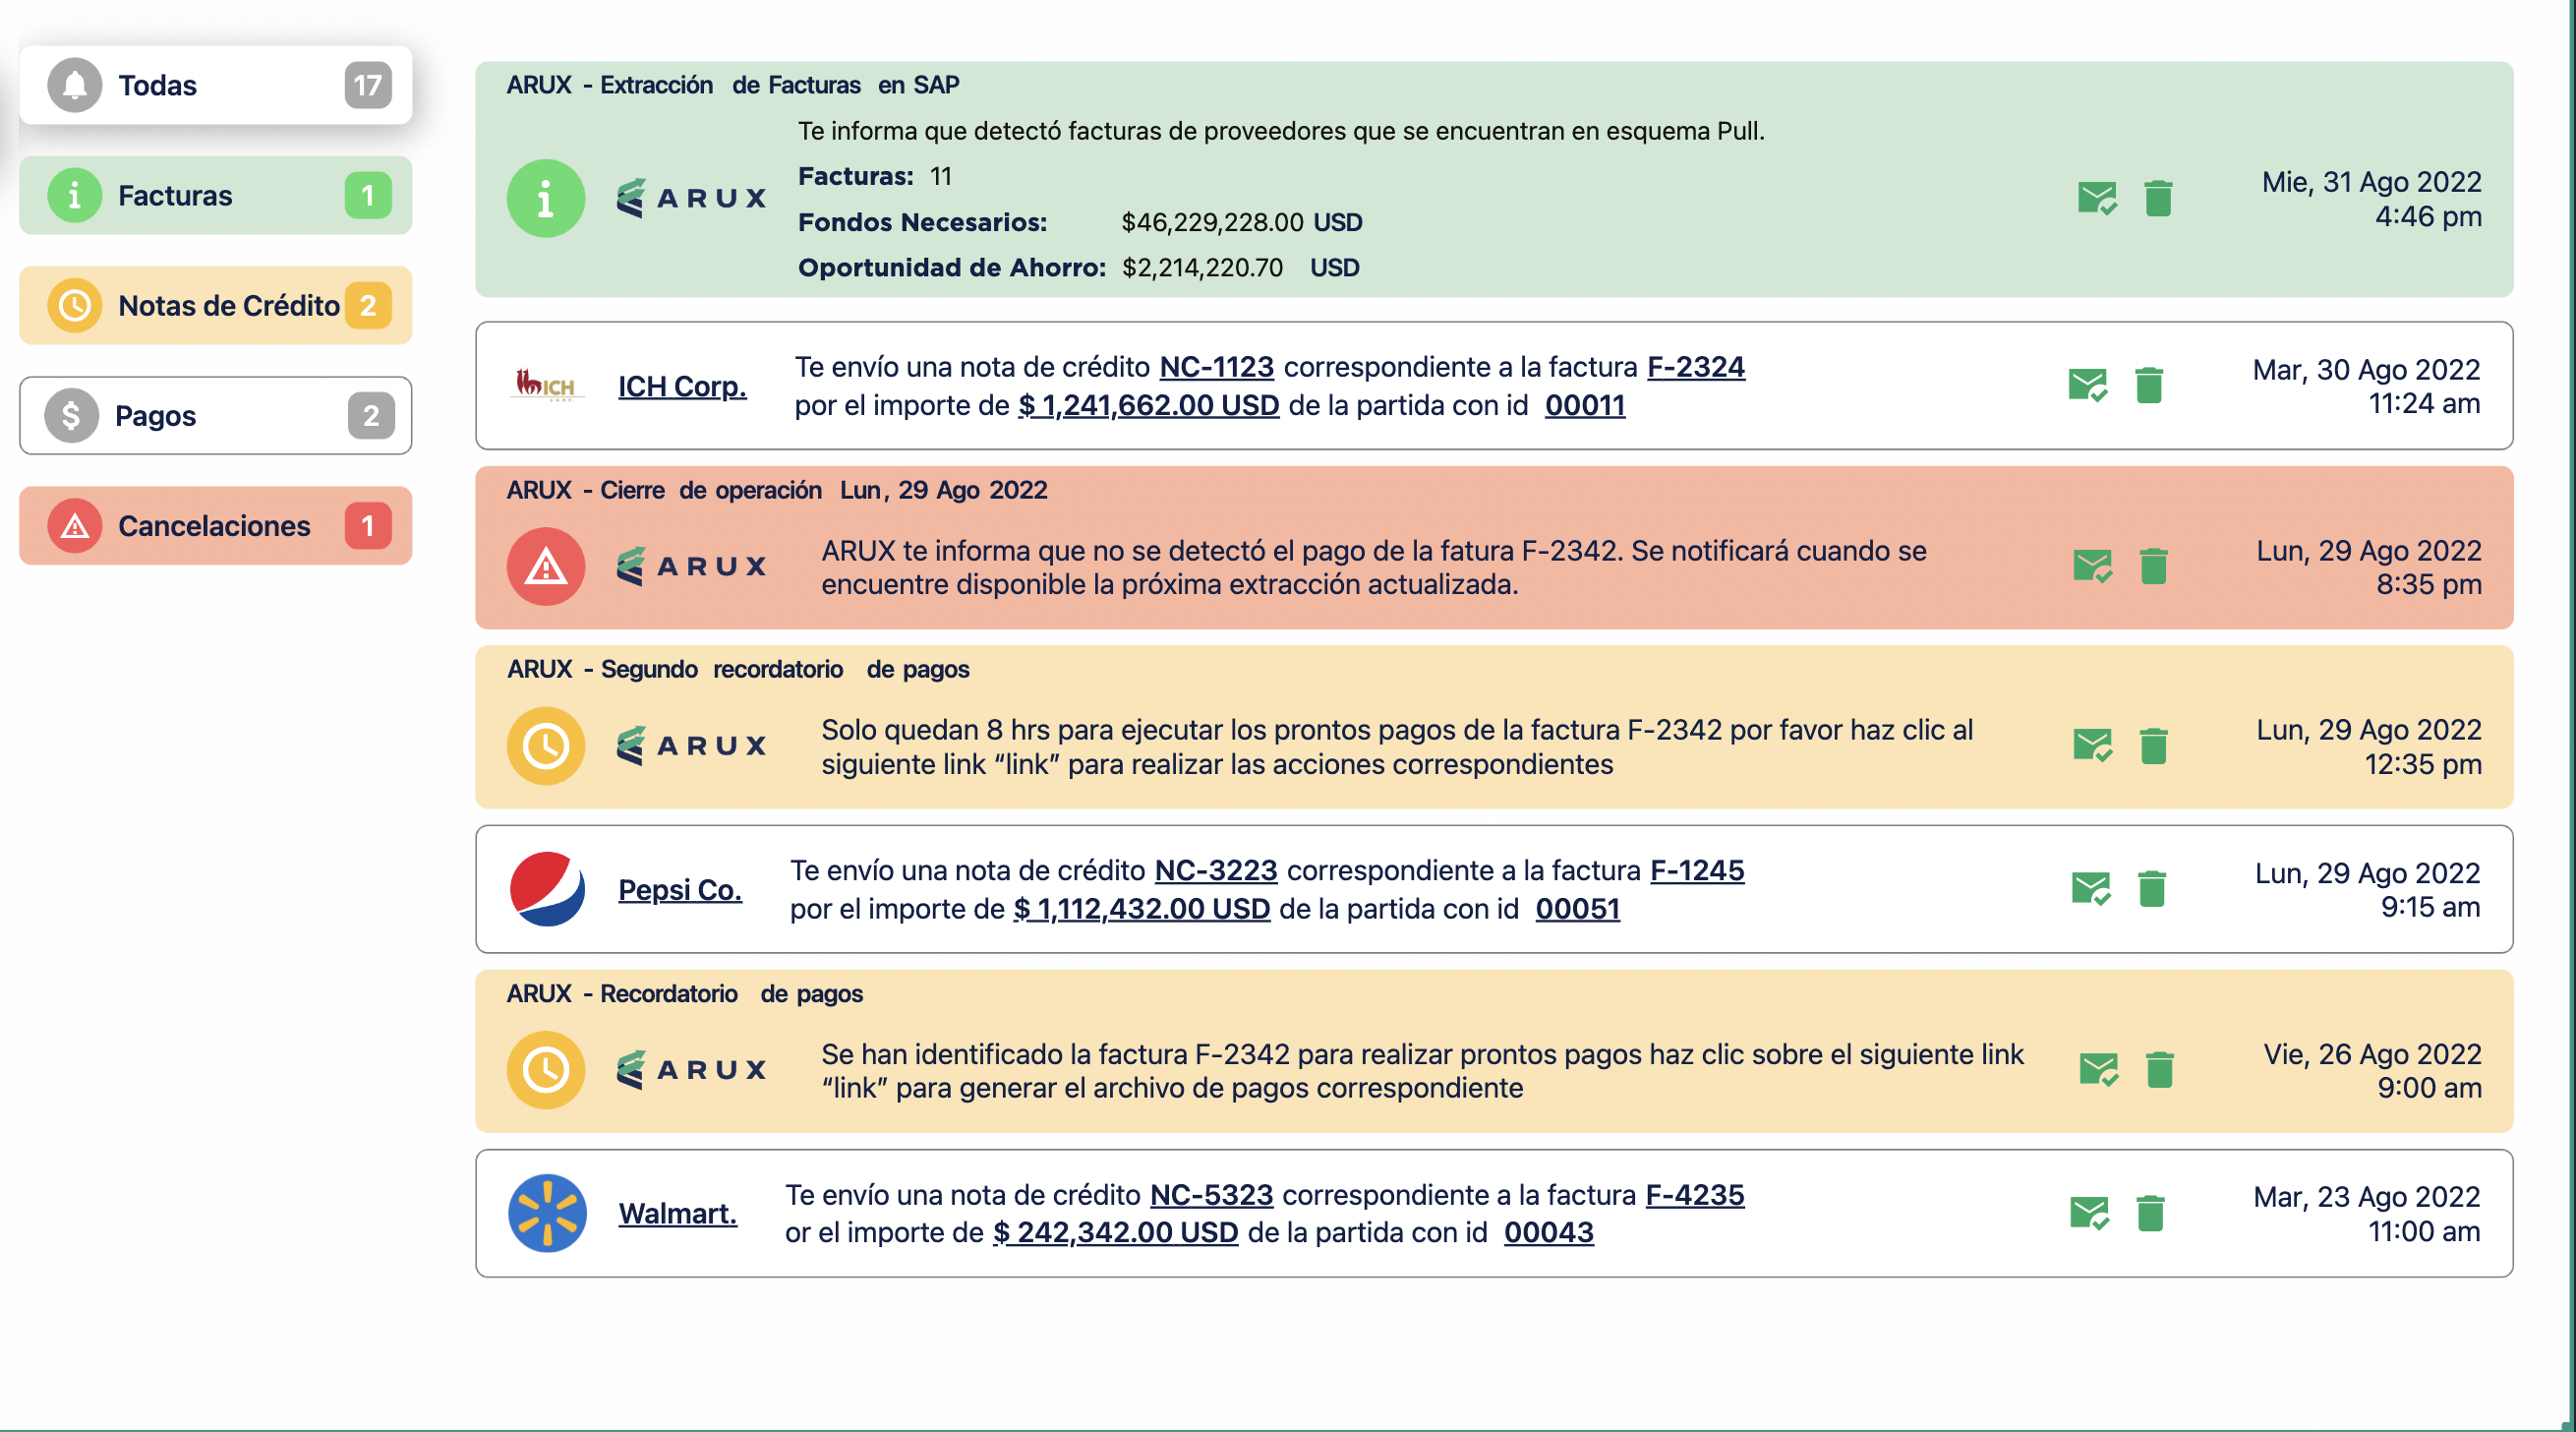 Todas 17
Facturas 1
Notas de Crédito 2
Pagos 2
Cancelaciones 1
ARUX - Extracción de Facturas en SAP
ARUX
Te informa que detectó facturas de proveedores que se encuentran en esquema Pull.
Facturas: 11
Fondos Necesarios: $46,229,228.00 USD
Oportunidad de Ahorro: $2,214,220.70 USD
Mie, 31 Ago 2022
4:46 pm
ICH
CORP.
ICH Corp.
Te envío una nota de crédito NC-1123 correspondiente a la factura F-2324
por el importe de $ 1,241,662.00 USD de la partida con id 00011
Mar, 30 Ago 2022
11:24 am
ARUX - Cierre de operación Lun, 29 Ago 2022
ARUX
ARUX te informa que no se detectó el pago de la fatura F-2342. Se notificará cuando se
encuentre disponible la próxima extracción actualizada.
Lun, 29 Ago 2022
8:35 pm
ARUX - Segundo recordatorio de pagos
ARUX
Solo quedan 8 hrs para ejecutar los prontos pagos de la factura F-2342 por favor haz clic al
siguiente link “link” para realizar las acciones correspondientes
Lun, 29 Ago 2022
12:35 pm
Pepsi Co.
Te envío una nota de crédito NC-3223 correspondiente a la factura F-1245
por el importe de $ 1,112,432.00 USD de la partida con id 00051
Lun, 29 Ago 2022
9:15 am
ARUX - Recordatorio de pagos
ARUX
Se han identificado la factura F-2342 para realizar prontos pagos haz clic sobre el siguiente link
“link” para generar el archivo de pagos correspondiente
Vie, 26 Ago 2022
9:00 am
Walmart.
Te envío una nota de crédito NC-5323 correspondiente a la factura F-4235
or el importe de $ 242,342.00 USD de la partida con id 00043
Mar, 23 Ago 2022
11:00 am